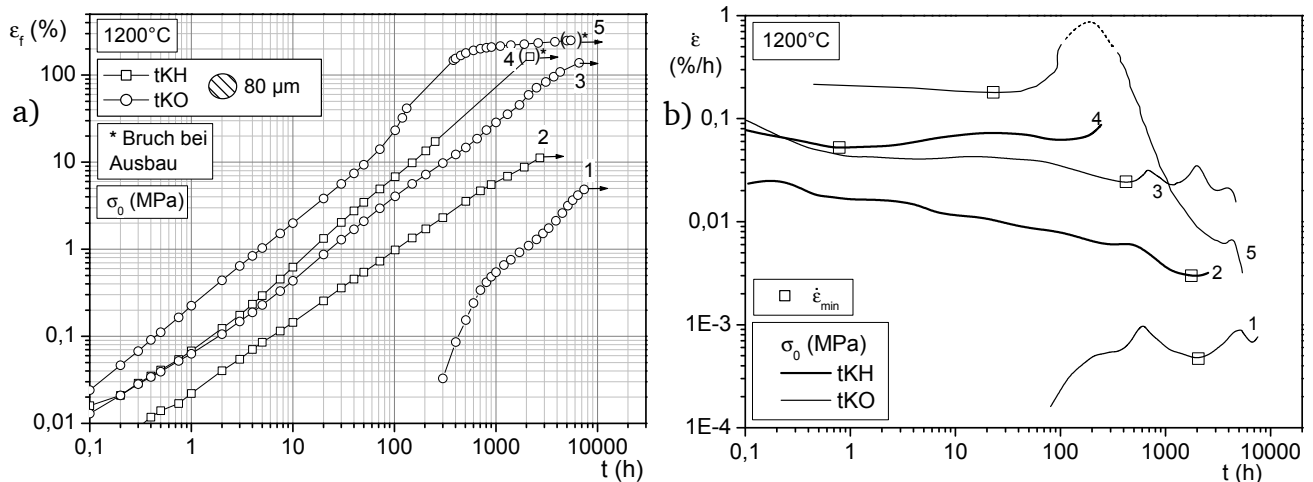 a)
ε_f (%)
1200°C
tKH
tKO
80 µm
* Bruch bei
Ausbau
σ₀ (MPa)
100
10
1
0,1
0,01
5
4 ( )*
( )*
3
2
1
0,1 1 10 100 1000 10000
t (h)
b)
ε̇
(%/h)
1200°C
1
0,1
0,01
1E-3
1E-4
4
3
5
2
1
ε̇_min
σ₀ (MPa)
tKH
tKO
0,1 1 10 100 1000 10000
t (h)